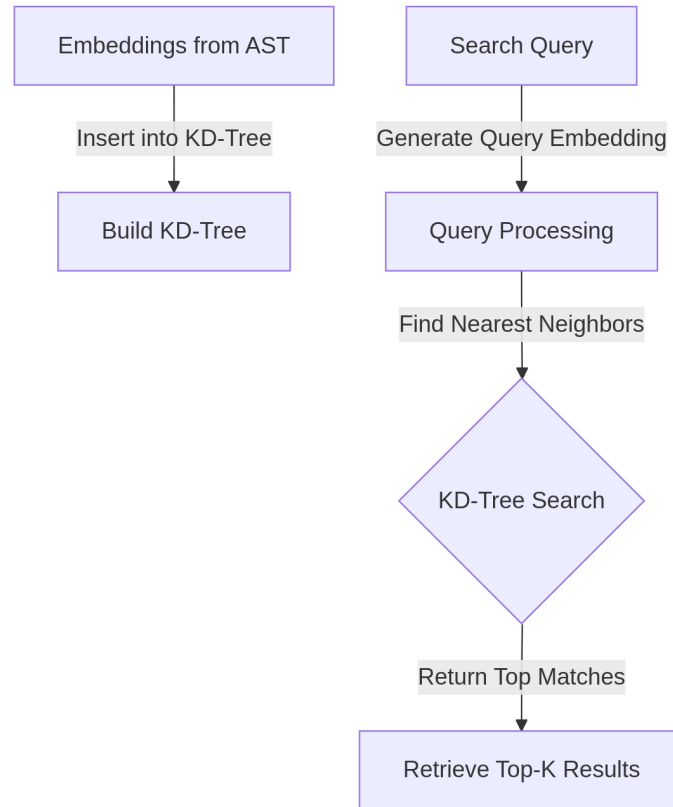 Embeddings from AST
Insert into KD-Tree
Build KD-Tree
Search Query
Generate Query Embedding
Query Processing
Find Nearest Neighbors
KD-Tree Search
Return Top Matches
Retrieve Top-K Results